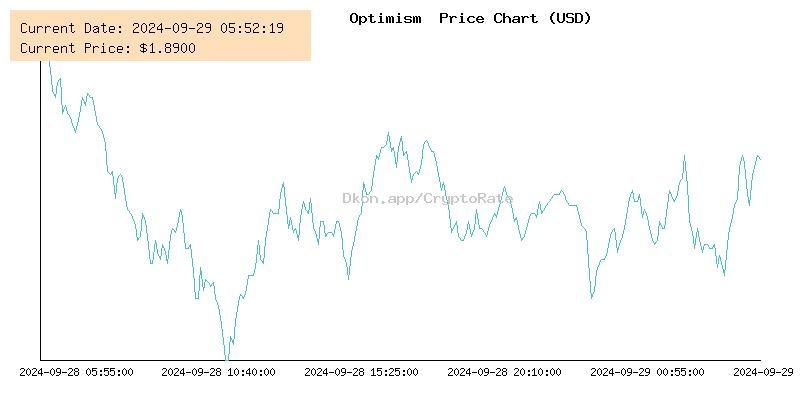 Optimism Price Chart (USD)
Current Date: 2024-09-29 05:52:19
Current Price: $1.8900
Dkon.app/CryptoRate
2024-09-28 05:55:00 2024-09-28 10:40:00 2024-09-28 15:25:00 2024-09-28 20:10:00 2024-09-29 00:55:00 2024-09-29